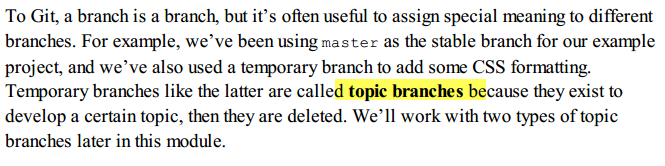 To Git, a branch is a branch, but it’s often useful to assign special meaning to different
branches. For example, we’ve been using master as the stable branch for our example
project, and we’ve also used a temporary branch to add some CSS formatting.
Temporary branches like the latter are called topic branches because they exist to
develop a certain topic, then they are deleted. We’ll work with two types of topic
branches later in this module.